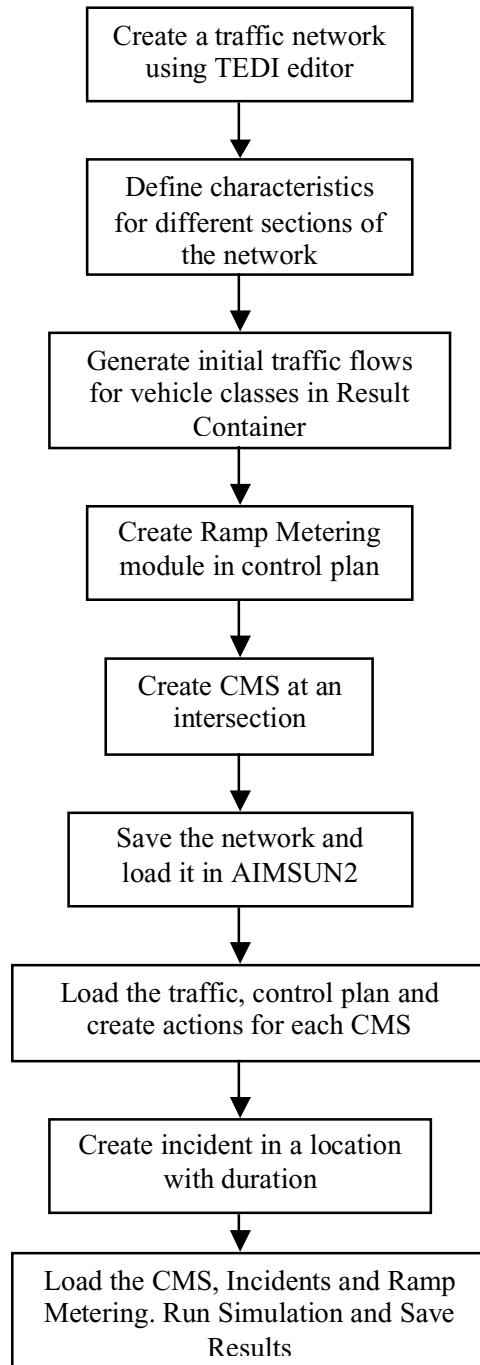 Create a traffic network
using TEDI editor
Define characteristics
for different sections of
the network
Generate initial traffic flows
for vehicle classes in Result
Container
Create Ramp Metering
module in control plan
Create CMS at an
intersection
Save the network and
load it in AIMSUN2
Load the traffic, control plan and
create actions for each CMS
Create incident in a location
with duration
Load the CMS, Incidents and Ramp
Metering. Run Simulation and Save
Results